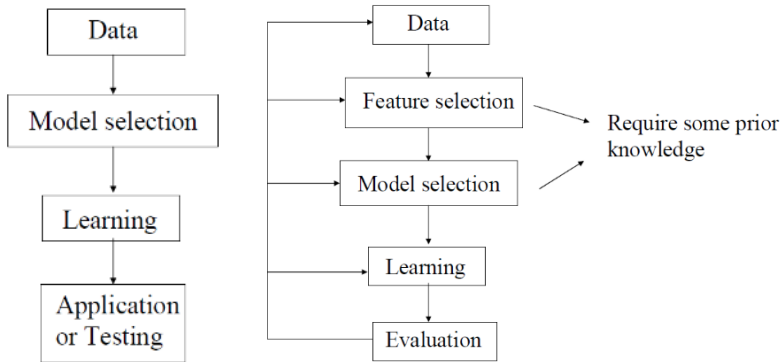 Data
Model selection
Learning
Application
or Testing
Data
Feature selection
Model selection
Learning
Evaluation
Require some prior
knowledge